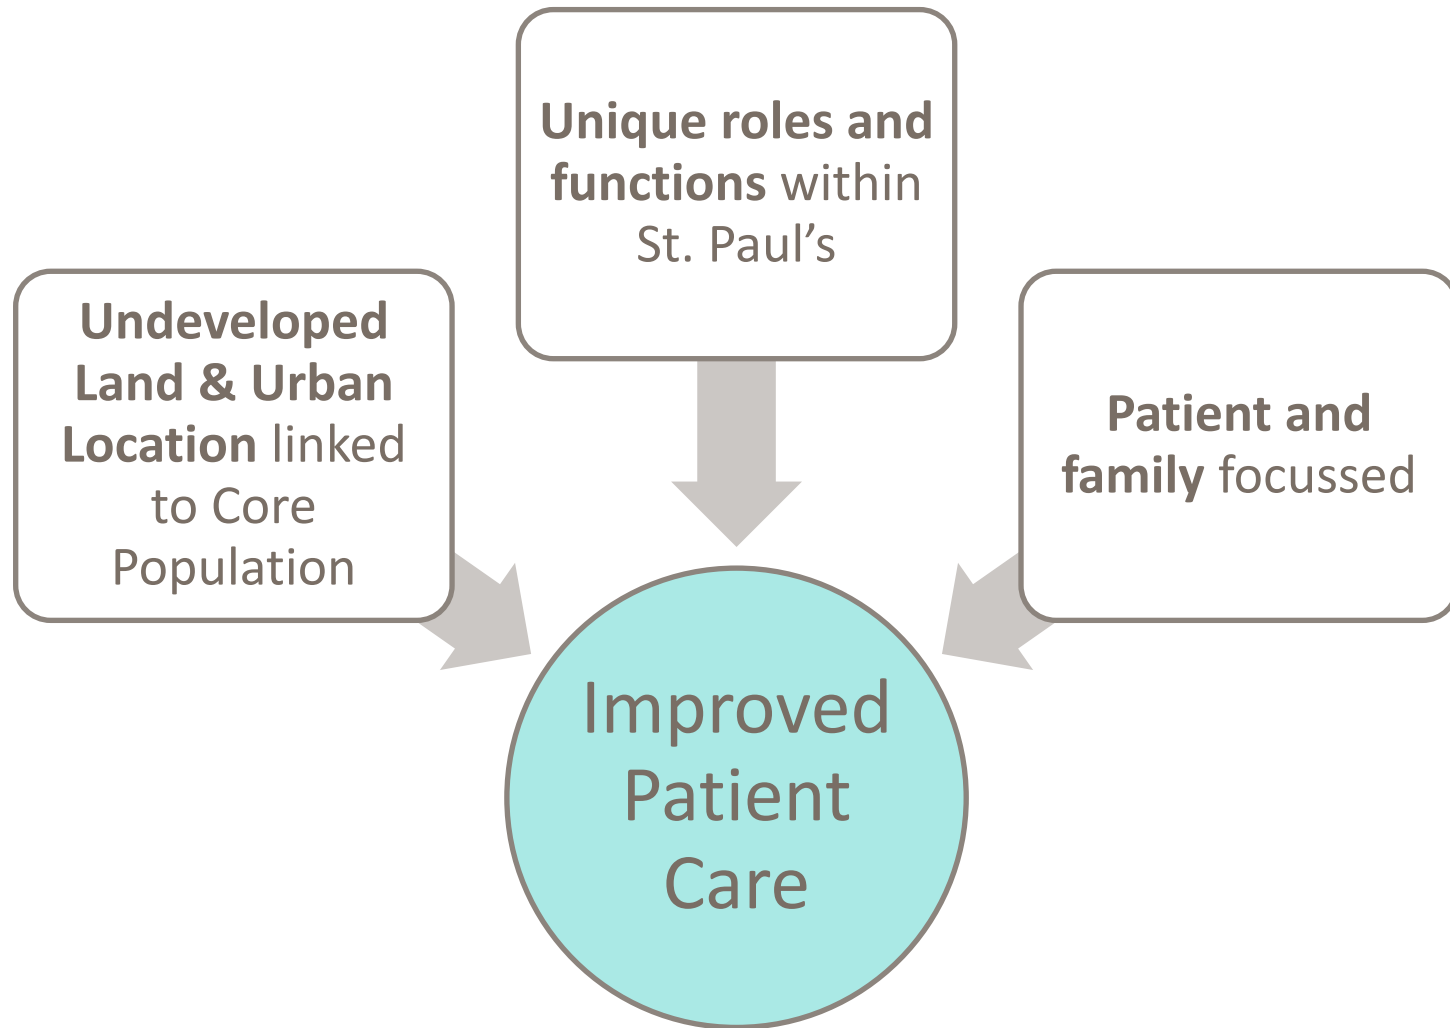 Unique roles and
functions within
St. Paul’s
Undeveloped
Land & Urban
Location linked
to Core
Population
Patient and
family focussed
Improved
Patient
Care